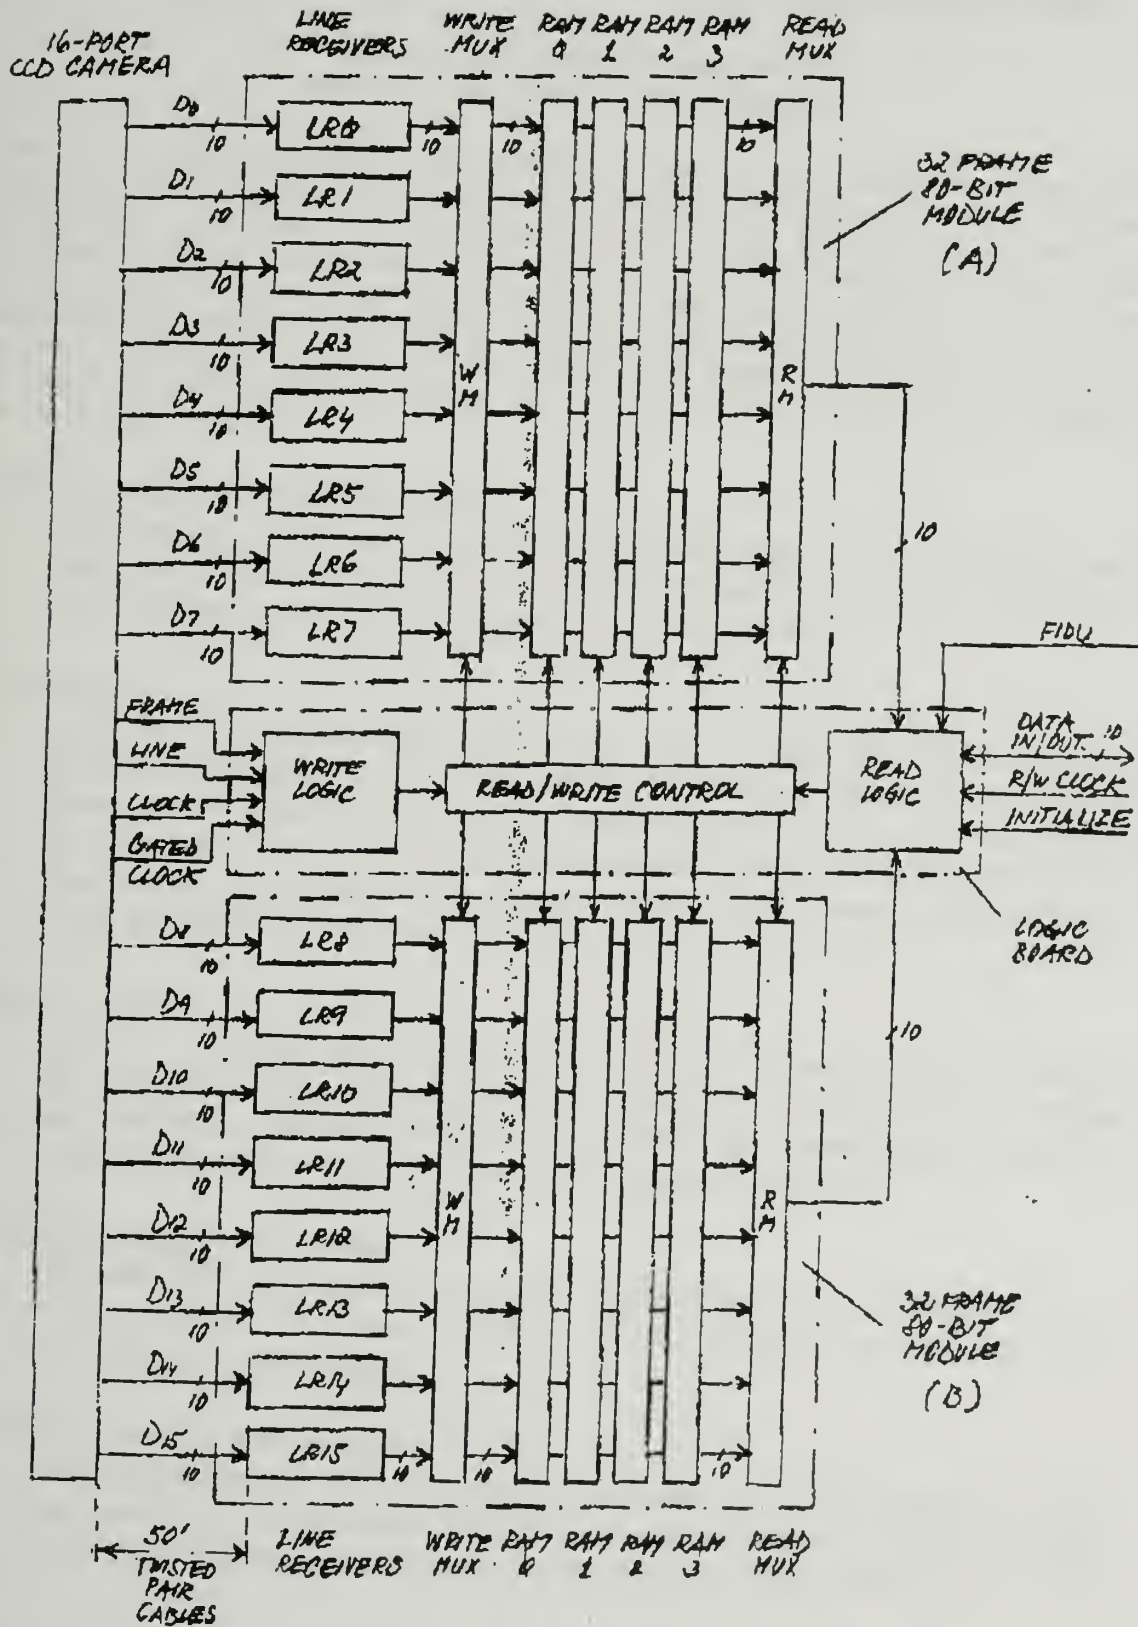 16-PORT
CCD CAMERA
LINE
RECEIVERS
WRITE
MUX
RAM
0
RAM
1
RAM
2
RAM
3
READ
MUX
D0
10
LR0
10
10
10
D1
10
LR1
D2
10
LR2
D3
10
LR3
D4
10
LR4
D5
10
LR5
D6
10
LR6
D7
10
LR7
WM
RM
32 FRAME
80-BIT
MODULE
(A)
10
FIDU
FRAME
LINE
CLOCK
GATED
CLOCK
WRITE
LOGIC
READ/WRITE CONTROL
READ
LOGIC
DATA
IN/OUT
10
R/W CLOCK
INITIALIZE
LOGIC
BOARD
D8
10
LR8
D9
10
LR9
D10
10
LR10
D11
10
LR11
D12
10
LR12
D13
10
LR13
D14
10
LR14
D15
10
LR15
10
10
10
WM
RM
10
32 FRAME
80-BIT
MODULE
(B)
50'
TWISTED
PAIR
CABLES
LINE
RECEIVERS
WRITE
MUX
RAM
0
RAM
1
RAM
2
RAM
3
READ
MUX